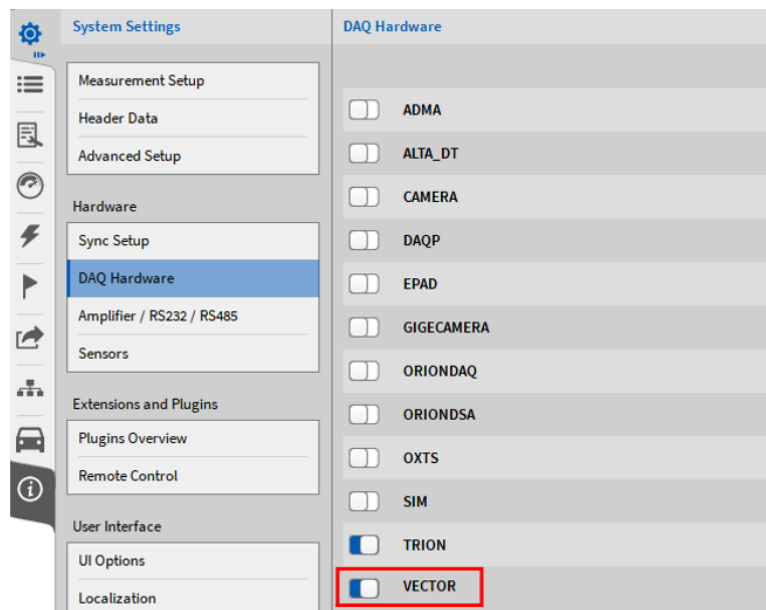 System Settings
Measurement Setup
Header Data
Advanced Setup
Hardware
Sync Setup
DAQ Hardware
Amplifier / RS232 / RS485
Sensors
Extensions and Plugins
Plugins Overview
Remote Control
User Interface
UI Options
Localization
DAQ Hardware
ADMA
ALTA_DT
CAMERA
DAQP
EPAD
GIGECAMERA
ORIONDAQ
ORIONDSA
OXTS
SIM
TRION
VECTOR